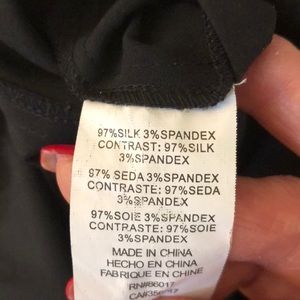 97%SILK 3%SPANDEX
CONTRAST: 97%SILK
3%SPANDEX
97% SEDA 3%SPANDEX
CONTRASTE: 97%SEDA
3%SPANDEX
97%SOIE 3%SPANDEX
CONTRASTE: 97%SOIE
3%SPANDEX
MADE IN CHINA
HECHO EN CHINA
FABRIQUE EN CHINE
RN#86017